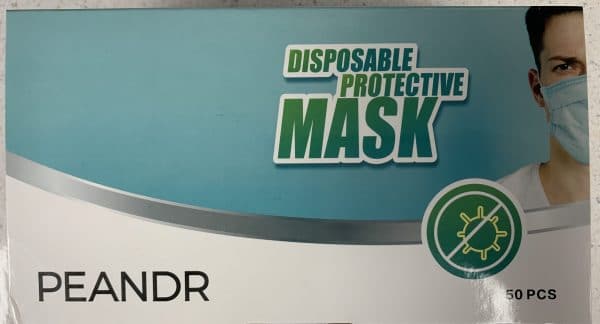 DISPOSABLE
PROTECTIVE
MASK
PEANDR
50 PCS